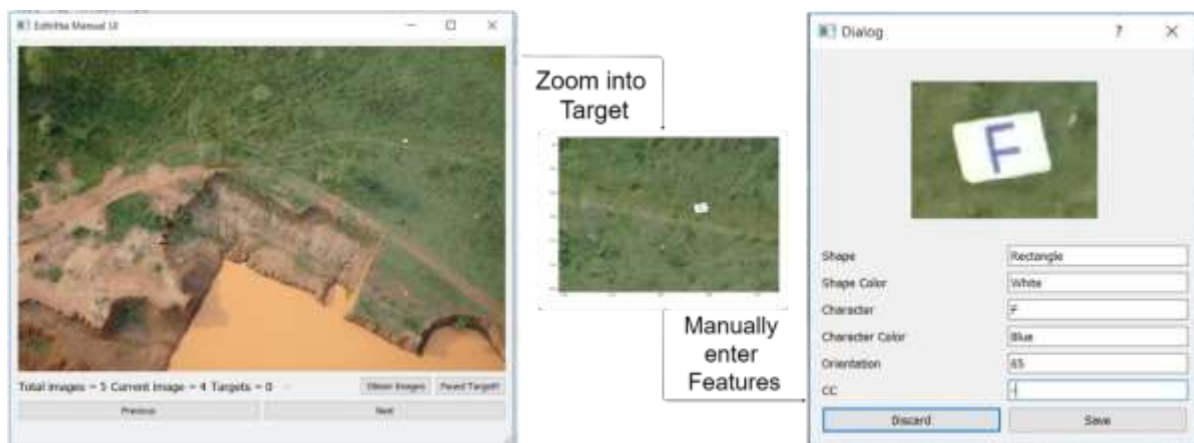 Edhitha Manual UI
Total Images = 5 Current Image = 4 Targets = 0
Obtain Images
Found Target!
Previous
Next
Zoom into
Target
Manually
enter
Features
Dialog
?
F
Shape
Rectangle
Shape Color
White
Character
F
Character Color
Blue
Orientation
65
CC
Discard
Save